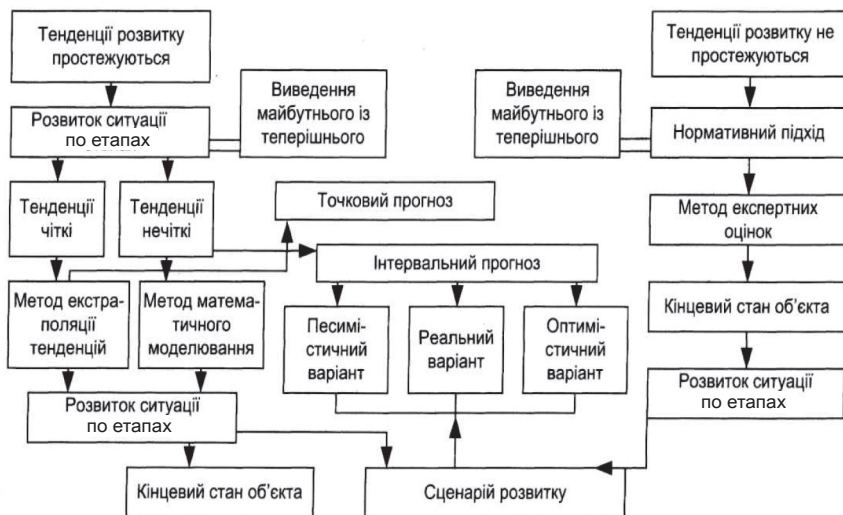 Тенденції розвитку
простежуються
Тенденції розвитку не
простежуються
Розвиток ситуації
по етапах
Виведення
майбутнього із
теперішнього
Виведення
майбутнього із
теперішнього
Нормативний підхід
Тенденції
чіткі
Тенденції
нечіткі
Точковий прогноз
Метод експертних
оцінок
Інтервальний прогноз
Метод екстра-
поляції
тенденцій
Метод матема-
тичного
моделювання
Песимі-
стичний
варіант
Реальний
варіант
Оптимі-
стичний
варіант
Кінцевий стан об’єкта
Розвиток ситуації
по етапах
Розвиток ситуації
по етапах
Кінцевий стан об’єкта
Сценарій розвитку